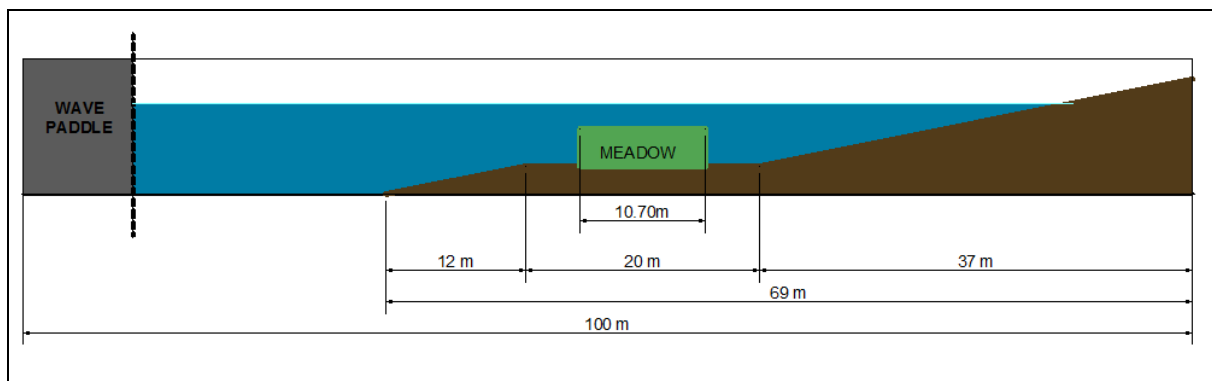 WAVE
PADDLE
MEADOW
10.70m
12 m
20 m
37 m
69 m
100 m